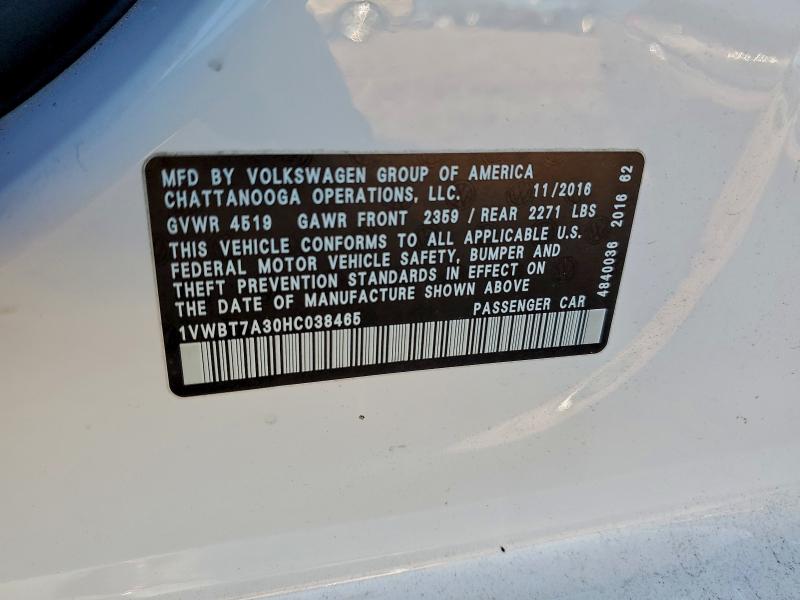 MFD BY VOLKSWAGEN GROUP OF AMERICA
CHATTANOOGA OPERATIONS, LLC. 11/2016
GVWR 4519 GAWR FRONT 2359 / REAR 2271 LBS
THIS VEHICLE CONFORMS TO ALL APPLICABLE U.S.
FEDERAL MOTOR VEHICLE SAFETY, BUMPER AND
THEFT PREVENTION STANDARDS IN EFFECT ON
THE DATE OF MANUFACTURE SHOWN ABOVE
1VWBT7A30HC038465 PASSENGER CAR
4840036 2016 62